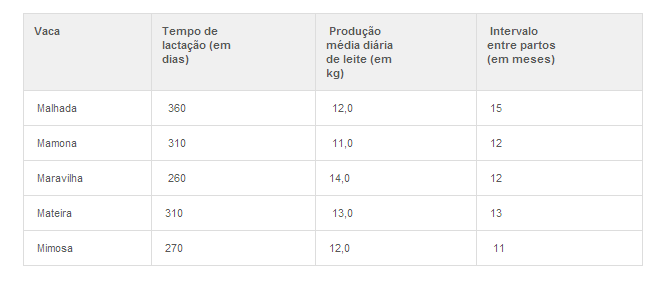 Vaca Tempo de Produção Intervalo
lactação (em média diária entre partos
dias) de leite (em (em meses)
kg)
Malhada 360 12,0 15
Mamona 310 11,0 12
Maravilha 260 14,0 12
Mateira 310 13,0 13
Mimosa 270 12,0 11